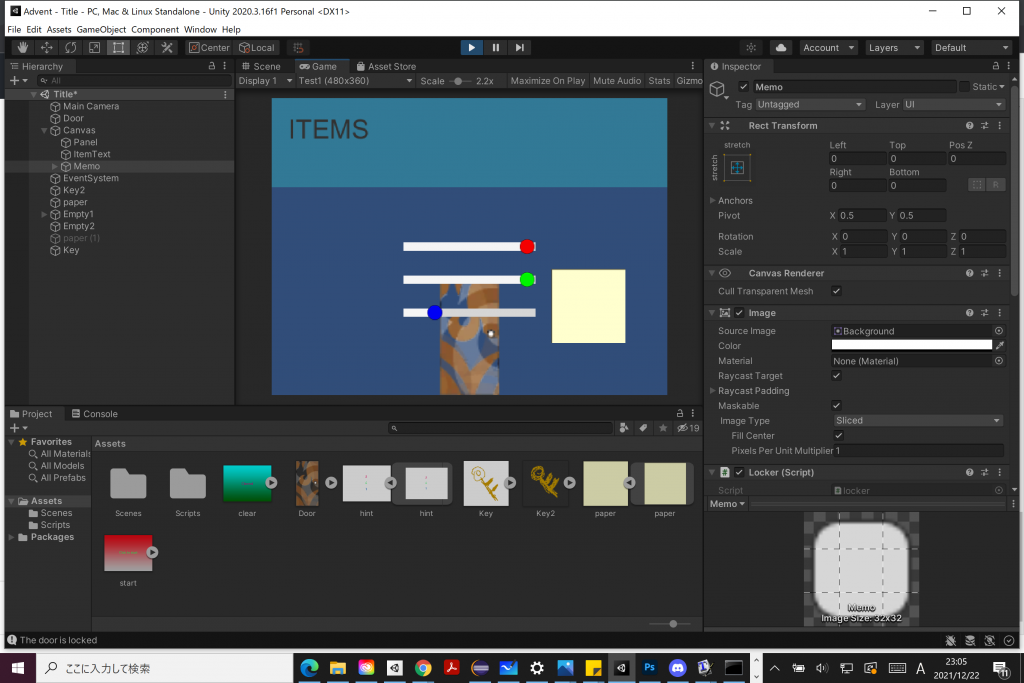 Advent - Title - PC, Mac & Linux Standalone - Unity 2020.3.16f1 Personal <DX11>
File Edit Assets GameObject Component Window Help
Center Local Account Layers Default
Hierarchy
All
Title*
Main Camera
Door
Canvas
Panel
ItemText
Memo
EventSystem
Key2
paper
Empty1
Empty2
paper (1)
Key
Scene Game Asset Store
Display 1 Test1 (480x360) Scale 2.2x Maximize On Play Mute Audio Stats Gizmo
ITEMS
Inspector
Memo Static
Tag Untagged Layer UI
Rect Transform
stretch Left Top Pos Z
stretch 0 0 0
Right Bottom
0 0 R
Anchors
Pivot X 0.5 Y 0.5
Rotation X 0 Y 0 Z 0
Scale X 1 Y 1 Z 1
Canvas Renderer
Cull Transparent Mesh
Image
Source Image Background
Color
Material None (Material)
Raycast Target
Raycast Padding
Maskable
Image Type Sliced
Fill Center
Pixels Per Unit Multiplier 1
Locker (Script)
Script locker
Memo
Memo
Image Size: 32x32
Project Console
19
Favorites
All Materials
All Models
All Prefabs
Assets
Scenes
Scripts
Packages
Assets
Scenes Scripts clear Door hint hint Key Key2 paper paper
start
The door is locked
ここに入力して検索
Ps
A
23:05
2021/12/22
11